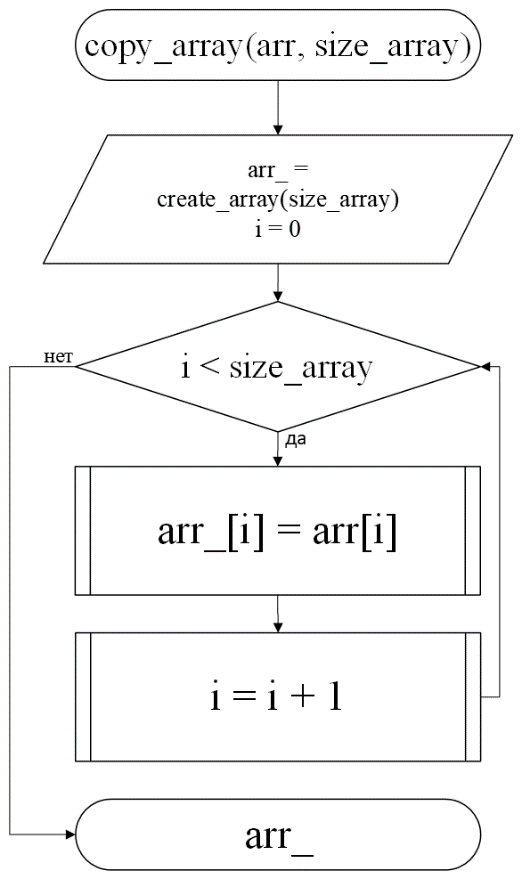 copy_array(arr, size_array)
arr_ =
create_array(size_array)
i = 0
i < size_array
нет
да
arr_[i] = arr[i]
i = i + 1
arr_